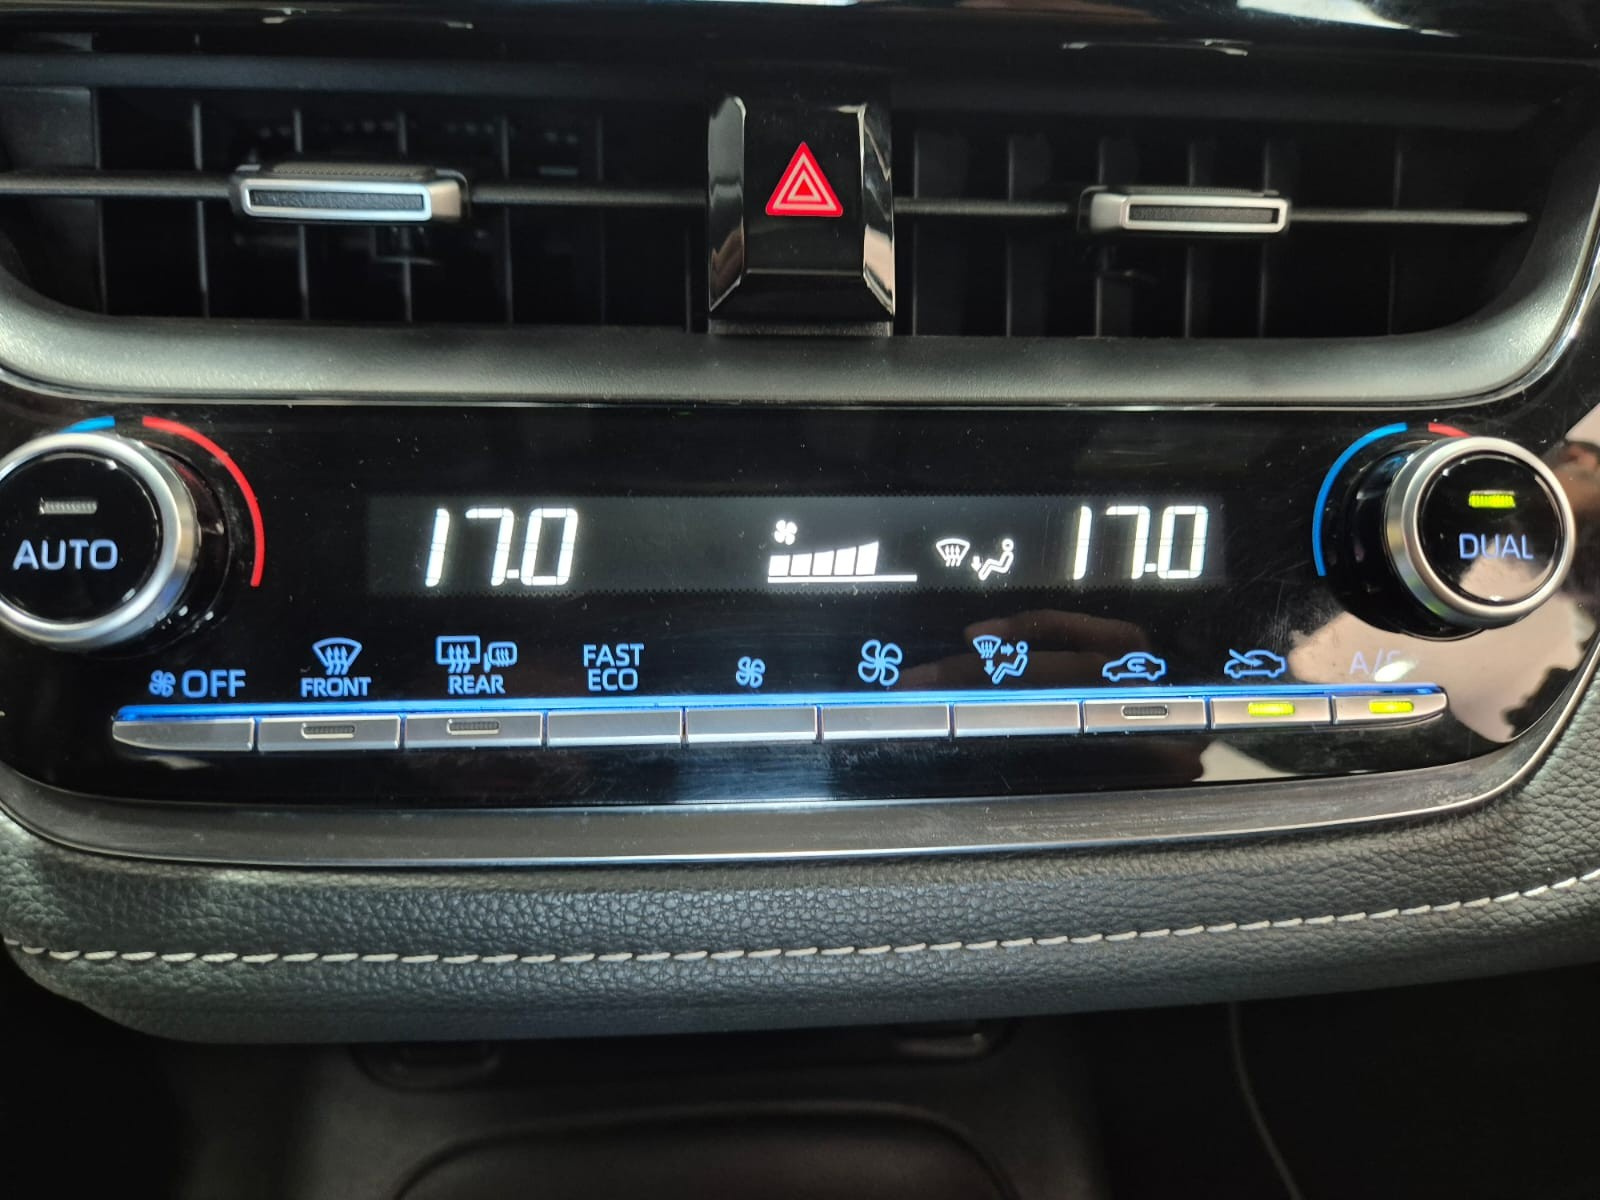 17.0 17.0
AUTO DUAL
OFF FRONT REAR FAST ECO A/C